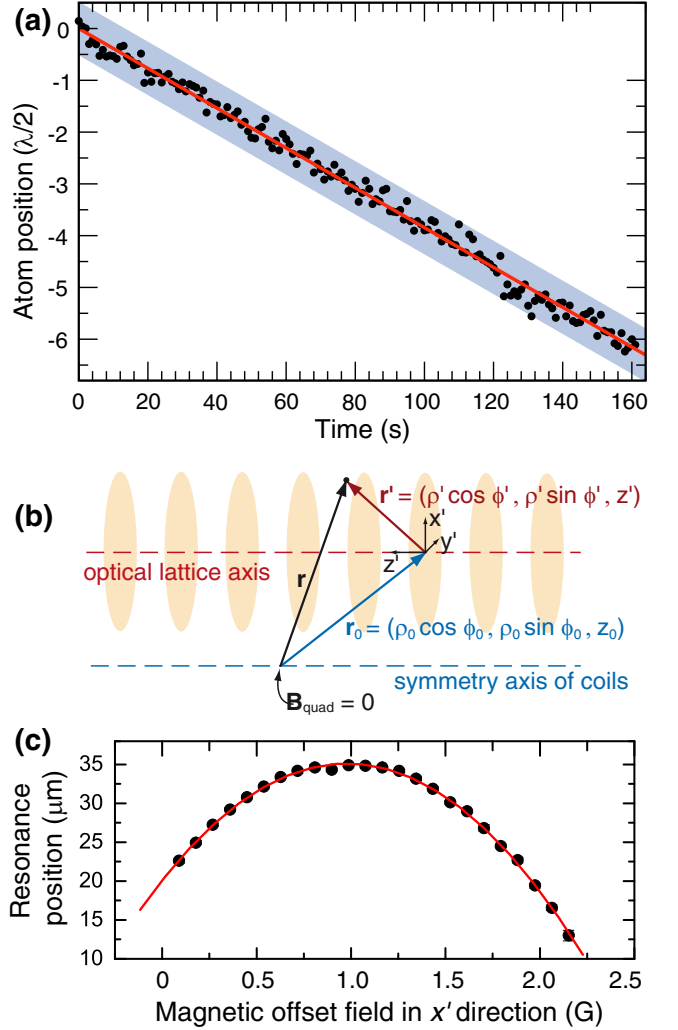 (a)
0
-1
-2
-3
-4
-5
-6
Atom position (λ/2)
0 20 40 60 80 100 120 140 160
Time (s)
(b)
r' = (ρ' cos ϕ' , ρ' sin ϕ' , z')
x'
y'
z'
optical lattice axis
r
r₀ = (ρ₀ cos ϕ₀ , ρ₀ sin ϕ₀ , z₀)
symmetry axis of coils
B_quad = 0
(c)
35
30
25
20
15
10
Resonance
position (μm)
0 0.5 1.0 1.5 2.0 2.5
Magnetic offset field in x' direction (G)